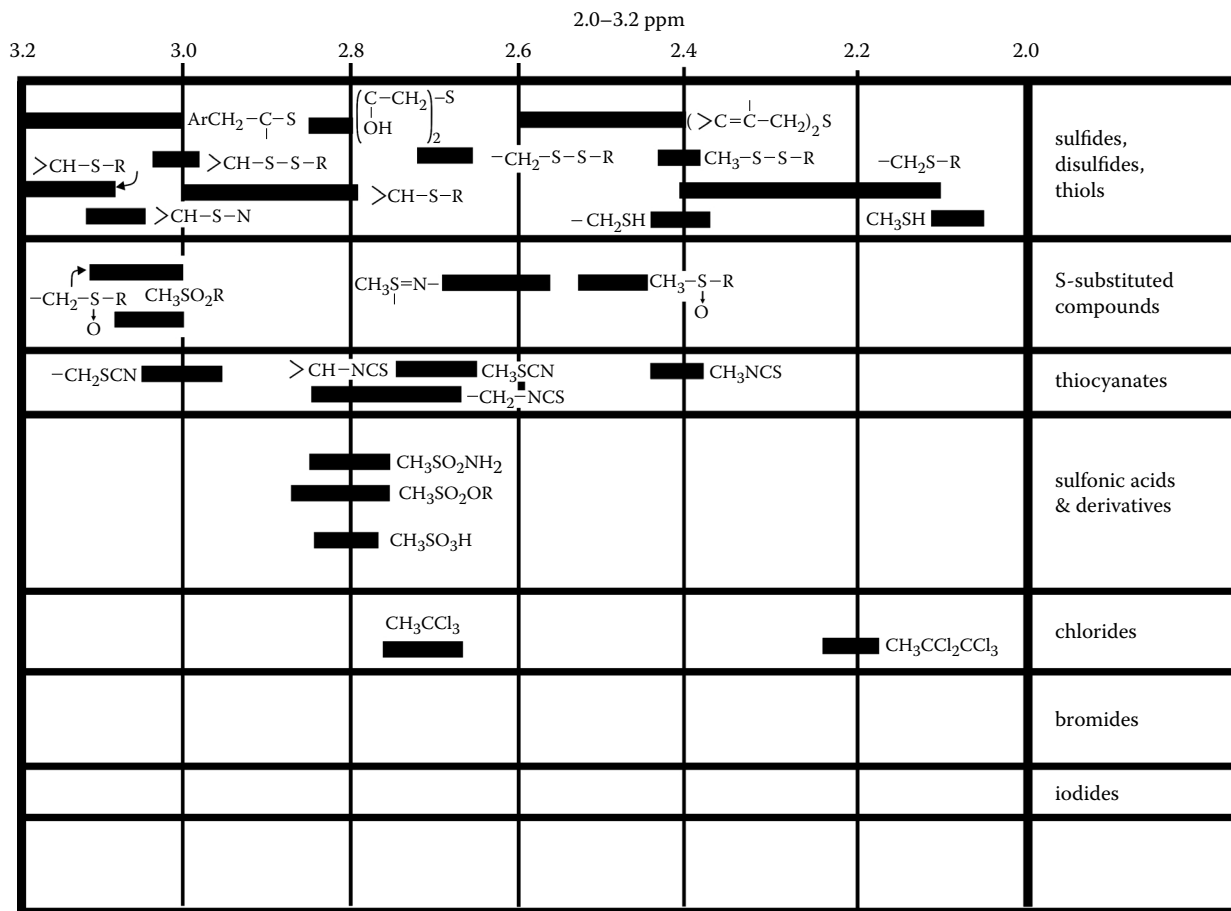 2.0–3.2 ppm
3.2 3.0 2.8 2.6 2.4 2.2 2.0
ArCH2−C−S
(C−CH2)−S
OH
2
(>C=C−CH2)2S
sulfides,
disulfides,
thiols
>CH−S−R
>CH−S−S−R
−CH2−S−S−R
CH3−S−S−R
−CH2S−R
>CH−S−R
>CH−S−N
−CH2SH
CH3SH
−CH2−S−R
O
CH3SO2R
CH3S=N−
CH3−S−R
O
S-substituted
compounds
−CH2SCN
>CH−NCS
CH3SCN
CH3NCS
−CH2−NCS
thiocyanates
CH3SO2NH2
CH3SO2OR
CH3SO3H
sulfonic acids
& derivatives
CH3CCl3
CH3CCl2CCl3
chlorides
bromides
iodides